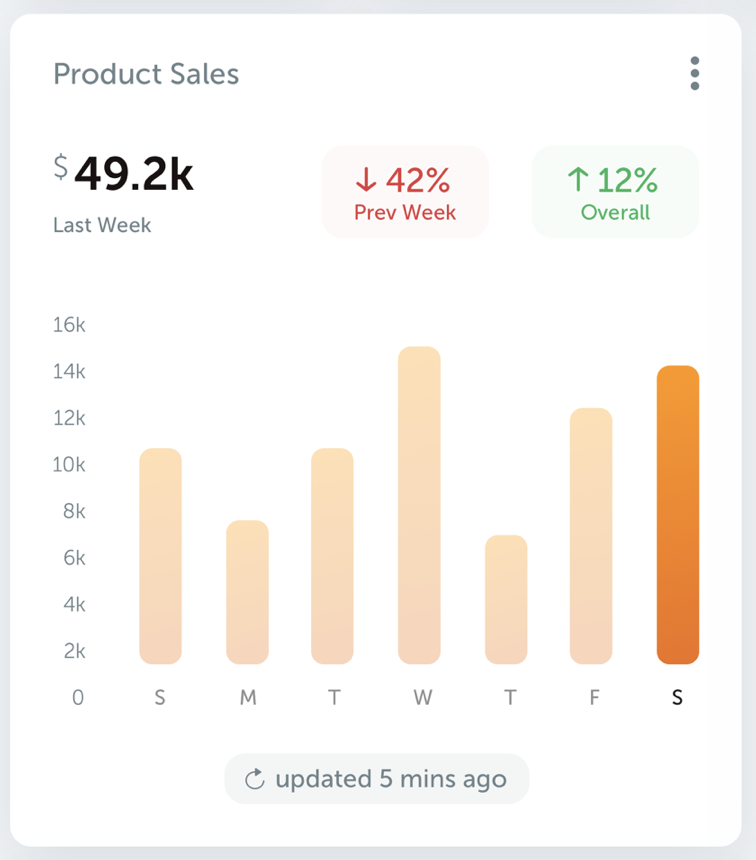 Product Sales
$ 49.2k
Last Week
↓ 42%
Prev Week
↑ 12%
Overall
16k
14k
12k
10k
8k
6k
4k
2k
0 S M T W T F S
updated 5 mins ago